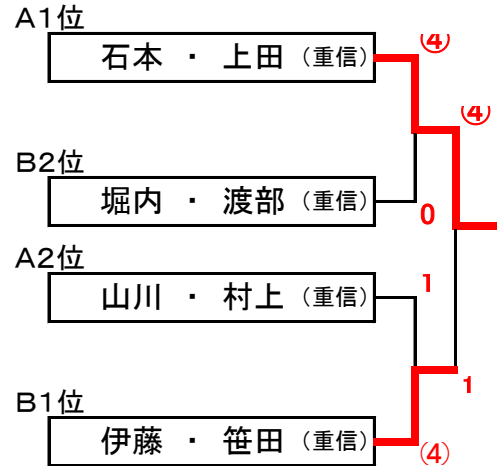 A1位
石本 ・ 上田 (重信)
④
④
B2位
堀内 ・ 渡部 (重信)
0
A2位
山川 ・ 村上 (重信)
1
1
B1位
伊藤 ・ 笹田 (重信)
④